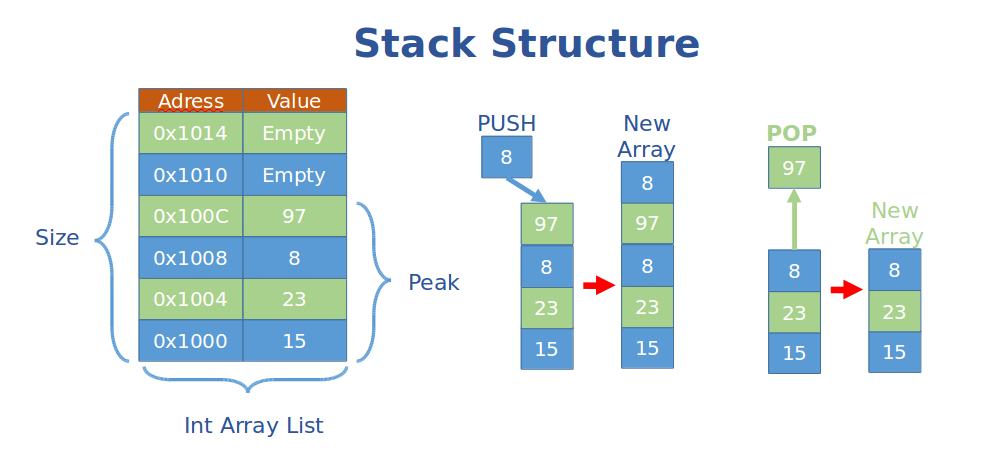 Stack Structure
Adress Value
0x1014 Empty
0x1010 Empty
0x100C 97
0x1008 8
0x1004 23
0x1000 15
Size
Peak
Int Array List
PUSH
8
97
8
23
15
New
Array
8
97
8
23
15
POP
97
8
23
15
New
Array
8
23
15